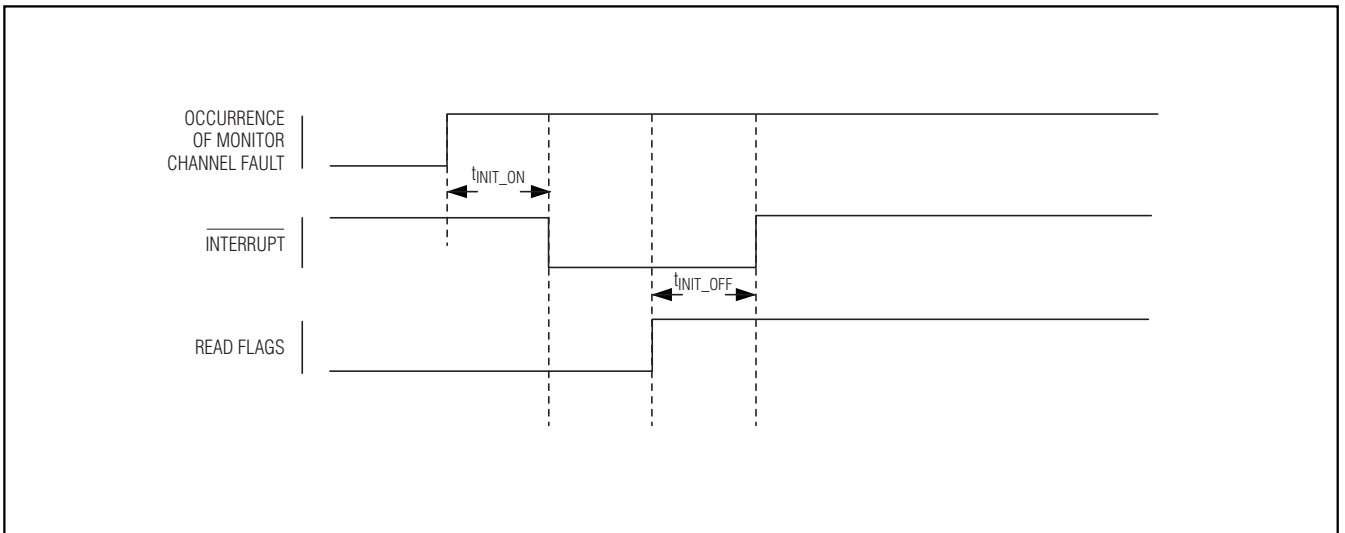 OCCURRENCE
OF MONITOR
CHANNEL FAULT
tINIT_ON
INTERRUPT
tINIT_OFF
READ FLAGS